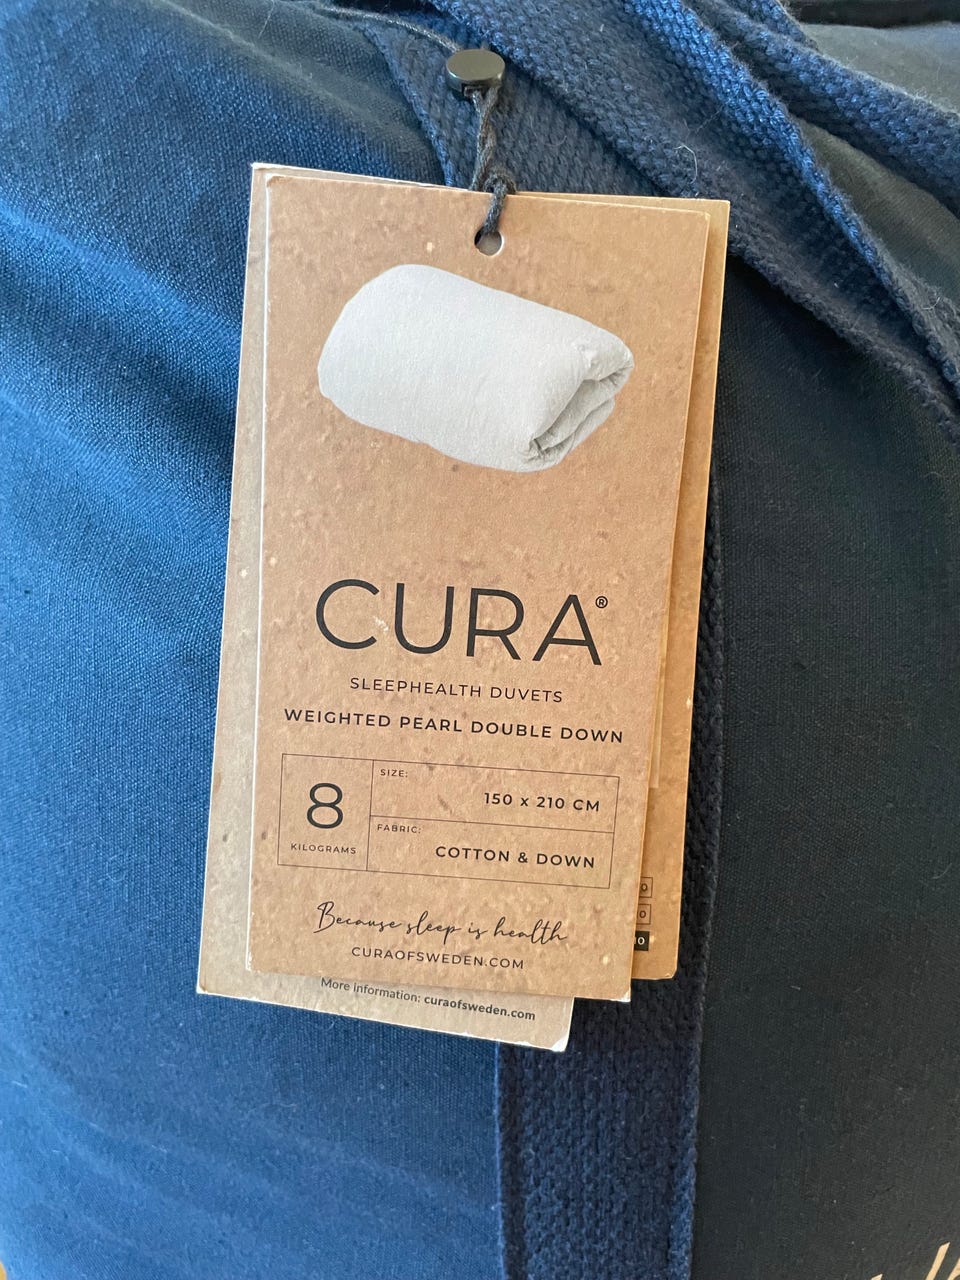 CURA®
SLEEPHEALTH DUVETS
WEIGHTED PEARL DOUBLE DOWN
8
KILOGRAMS
SIZE:
150 x 210 CM
FABRIC:
COTTON & DOWN
Because sleep is health
CURAOFSWEDEN.COM
More information: curaofsweden.com